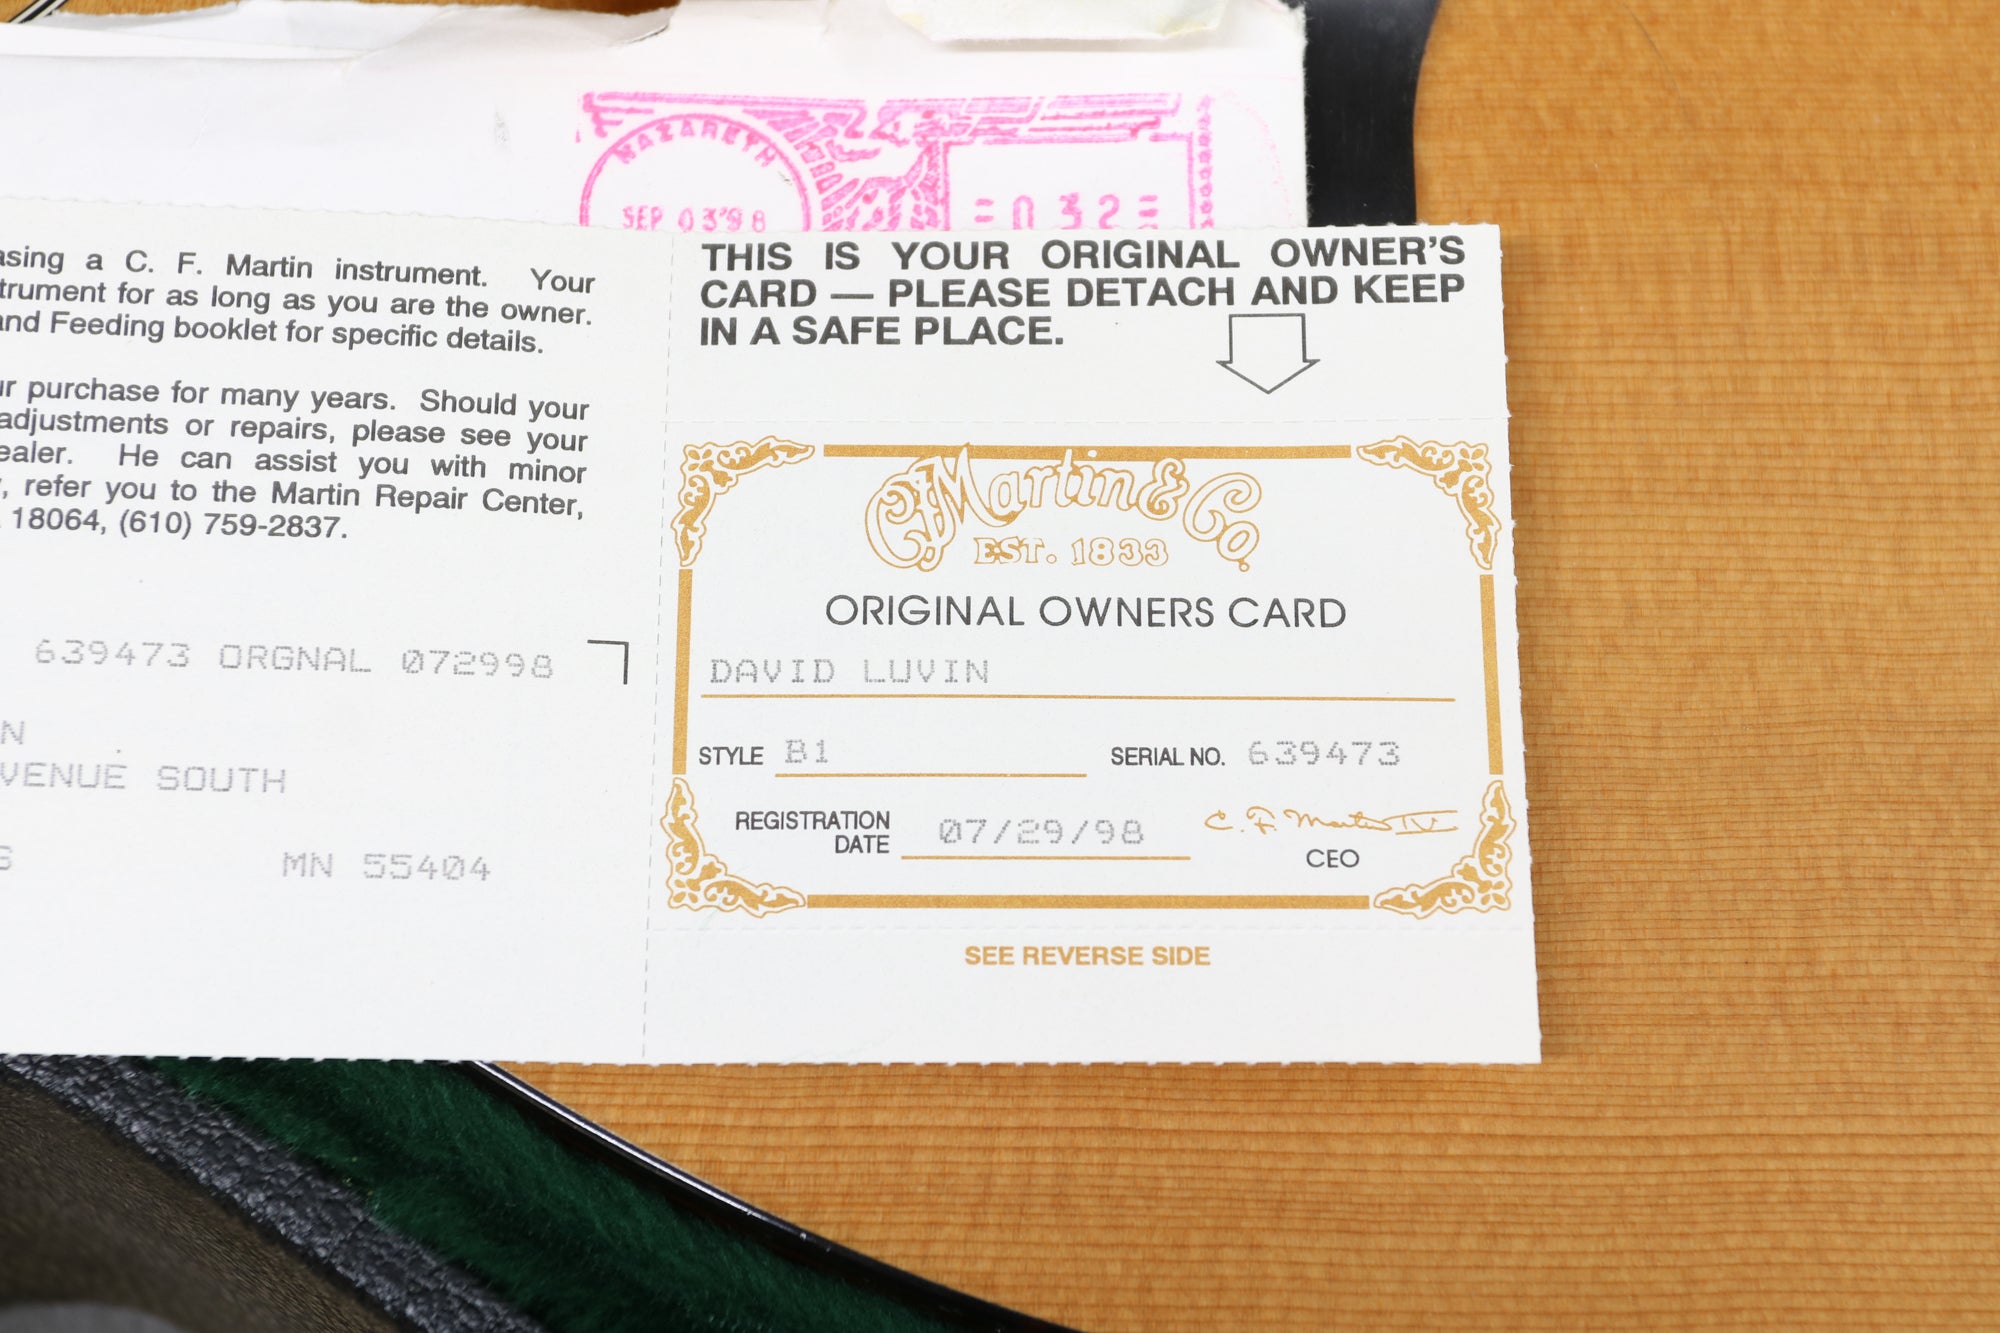 NAZARETH
SEP 03'98
=032=
asing a C. F. Martin instrument. Your
trument for as long as you are the owner.
and Feeding booklet for specific details.
ur purchase for many years. Should your
adjustments or repairs, please see your
ealer. He can assist you with minor
, refer you to the Martin Repair Center,
18064, (610) 759-2837.
639473 ORGNAL 072998
N
VENUE SOUTH
MN 55404
THIS IS YOUR ORIGINAL OWNER'S
CARD — PLEASE DETACH AND KEEP
IN A SAFE PLACE.
CF Martin & Co.
EST. 1833
ORIGINAL OWNERS CARD
DAVID LUVIN
STYLE B1 SERIAL NO. 639473
REGISTRATION
DATE 07/29/98
C. F. Martin IV
CEO
SEE REVERSE SIDE